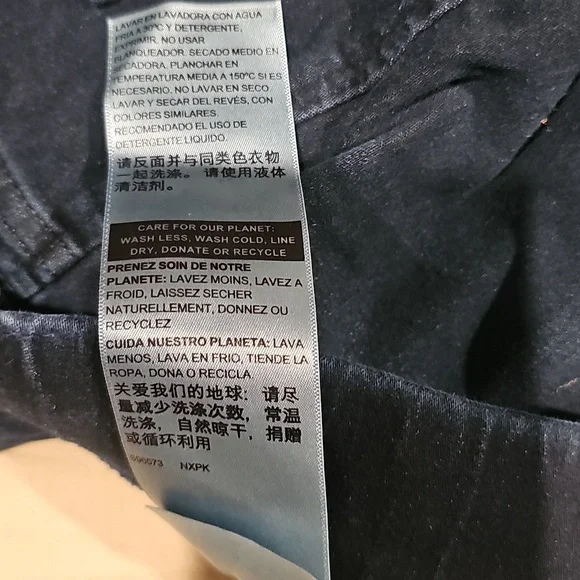 LAVAR EN LAVADORA CON AGUA
FRIA A 30ºC Y DETERGENTE,
EXPRIMIR. NO USAR
BLANQUEADOR. SECADO MEDIO EN
SECADORA. PLANCHAR EN
TEMPERATURA MEDIA A 150ºC SI ES
NECESARIO. NO LAVAR EN SECO.
LAVAR Y SECAR DEL REVÉS, CON
COLORES SIMILARES.
RECOMENDADO EL USO DE
DETERGENTE LIQUIDO.
请反面并与同类色衣物
一起洗涤。请使用液体
清洁剂。
CARE FOR OUR PLANET:
WASH LESS, WASH COLD, LINE
DRY, DONATE OR RECYCLE
PRENEZ SOIN DE NOTRE
PLANETE: LAVEZ MOINS, LAVEZ A
FROID, LAISSEZ SECHER
NATURELLEMENT, DONNEZ OU
RECYCLEZ
CUIDA NUESTRO PLANETA: LAVA
MENOS, LAVA EN FRIO, TIENDE LA
ROPA, DONA O RECICLA
关爱我们的地球: 请尽
量减少洗涤次数, 常温
洗涤, 自然晾干, 捐赠
或循环利用
NXPK